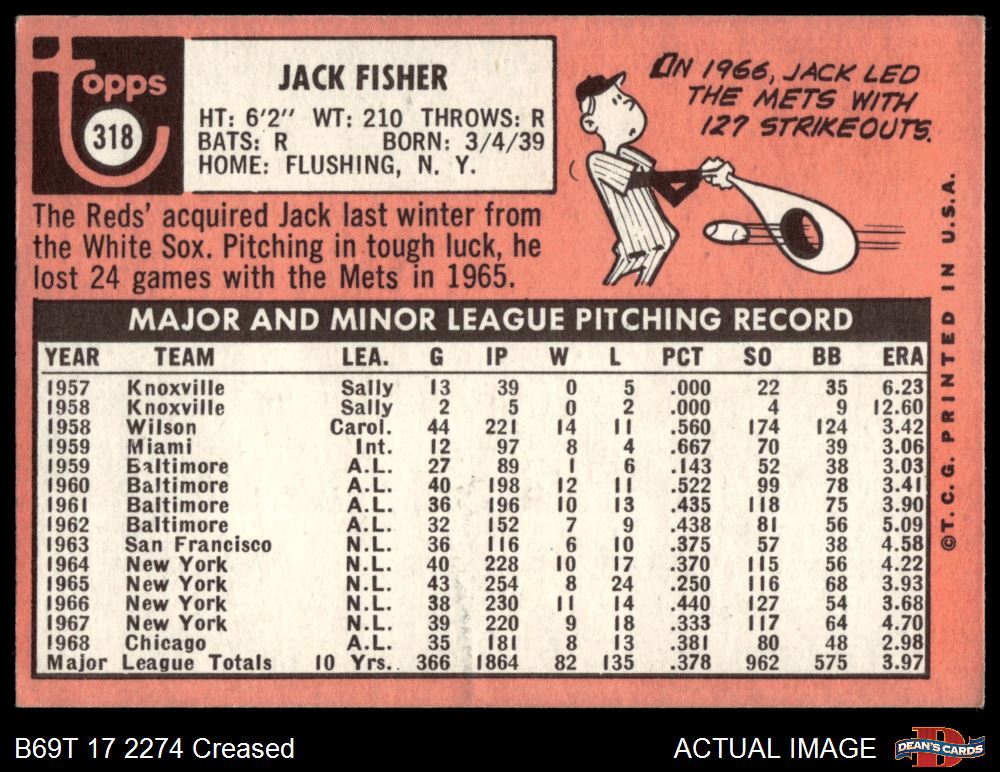 Topps
318
JACK FISHER
HT: 6'2" WT: 210 THROWS: R
BATS: R BORN: 3/4/39
HOME: FLUSHING, N. Y.
The Reds' acquired Jack last winter from
the White Sox. Pitching in tough luck, he
lost 24 games with the Mets in 1965.
IN 1966, JACK LED
THE METS WITH
127 STRIKEOUTS.
MAJOR AND MINOR LEAGUE PITCHING RECORD
YEAR TEAM LEA. G IP W L PCT SO BB ERA
1957 Knoxville Sally 13 39 0 5 .000 22 35 6.23
1958 Knoxville Sally 2 5 0 2 .000 4 9 12.60
1958 Wilson Carol. 44 221 14 11 .560 174 124 3.42
1959 Miami Int. 12 97 8 4 .667 70 39 3.06
1959 Baltimore A.L. 27 89 1 6 .143 52 38 3.03
1960 Baltimore A.L. 40 198 12 11 .522 99 78 3.41
1961 Baltimore A.L. 36 196 10 13 .435 118 75 3.90
1962 Baltimore A.L. 32 152 7 9 .438 81 56 5.09
1963 San Francisco N.L. 36 116 6 10 .375 57 38 4.58
1964 New York N.L. 40 228 10 17 .370 115 56 4.22
1965 New York N.L. 43 254 8 24 .250 116 68 3.93
1966 New York N.L. 38 230 11 14 .440 127 54 3.68
1967 New York N.L. 39 220 9 18 .333 117 64 4.70
1968 Chicago A.L. 35 181 8 13 .381 80 48 2.98
Major League Totals 10 Yrs.. 366 1864 82 135 .378 962 575 3.97
©T. C. G. PRINTED IN U.S.A.
B69T 17 2274 Creased
ACTUAL IMAGE
DEAN'S CARDS